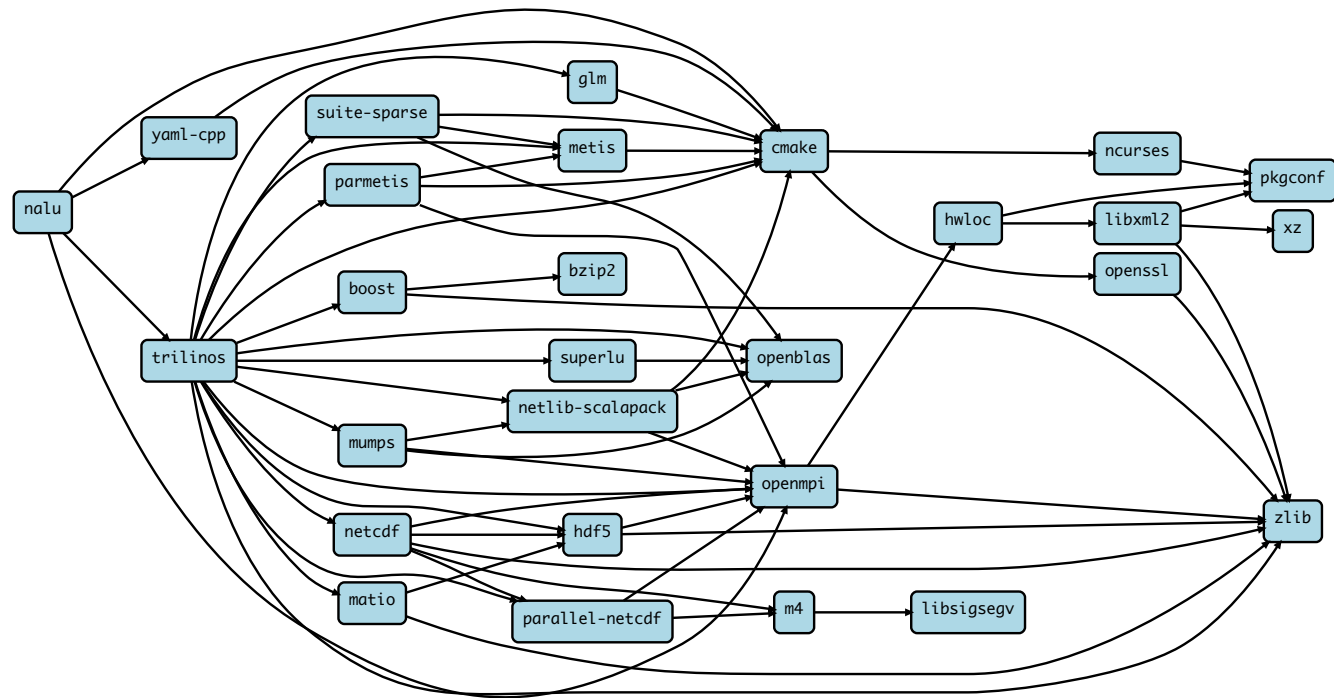 glm
suite-sparse
yaml-cpp
metis
cmake
ncurses
parmetis
pkgconf
nalu
hwloc
libxml2
xz
boost
bzip2
openssl
trilinos
superlu
openblas
netlib-scalapack
mumps
openmpi
netcdf
hdf5
zlib
matio
parallel-netcdf
m4
libsigsegv